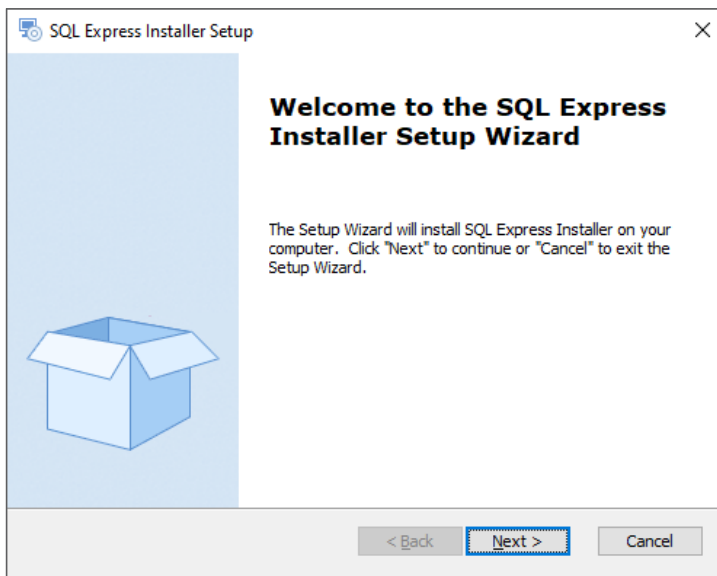 SQL Express Installer Setup
Welcome to the SQL Express
Installer Setup Wizard
The Setup Wizard will install SQL Express Installer on your
computer.  Click "Next" to continue or "Cancel" to exit the
Setup Wizard.
< Back Next > Cancel